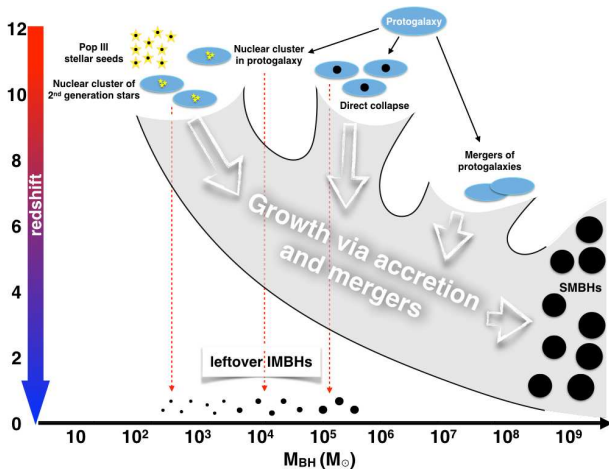 12
10
8
6
4
2
0
redshift
Pop III
stellar seeds
Nuclear cluster of
2nd generation stars
Nuclear cluster
in protogalaxy
Protogalaxy
Direct collapse
Mergers of
protogalaxies
Growth via accretion
and mergers
SMBHs
leftover IMBHs
10 10² 10³ 10⁴ 10⁵ 10⁶ 10⁷ 10⁸ 10⁹
M_BH (M_⊙)